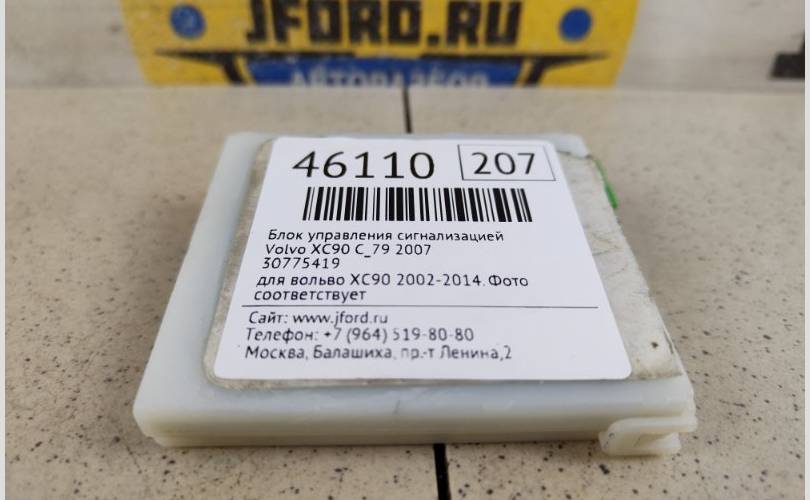 JFORD.RU
АВТОРАЗБОР
46110 207
Блок управления сигнализацией
Volvo XC90 C_79 2007
30775419
для вольво XC90 2002-2014. Фото
соответствует
Сайт: www.jford.ru
Телефон: +7 (964) 519-80-80
Москва, Балашиха, пр.-т Ленина,2